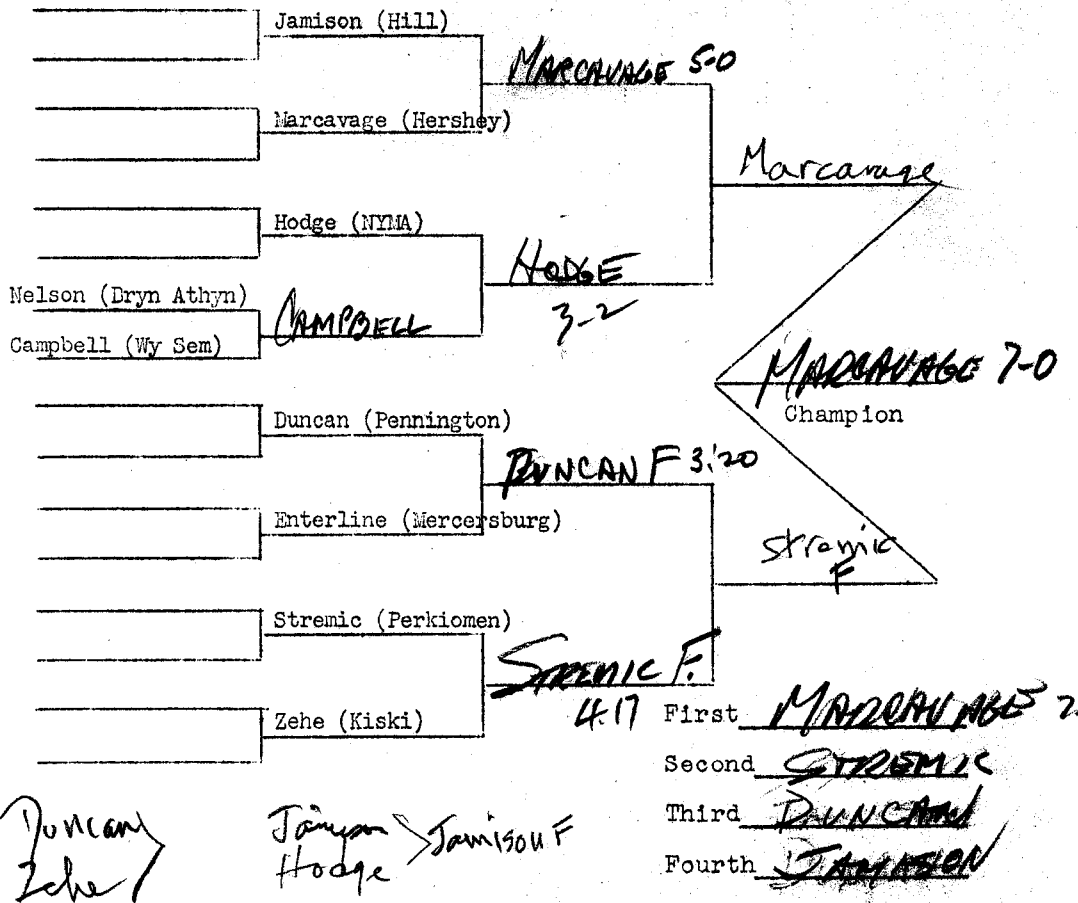 Jamison (Hill)
MARCAVAGE 5-0
Marcavage (Hershey)
Marcavage
Hodge (NYMA)
HODGE
3-2
Nelson (Dryn Athyn)
CAMPBELL
Campbell (Wy Sem)
MARCAVAGE 7-0
Champion
Duncan (Pennington)
DUNCAN F 3:20
Enterline (Mercersburg)
Stremic
F
Stremic (Perkiomen)
STREMIC F.
4:17
Zehe (Kiski)
First MARCAVAGE
Second STREMIC
Third DUNCAN
Fourth JAMISON
Duncan
Zehe
Jamison
Hodge
Jamison F